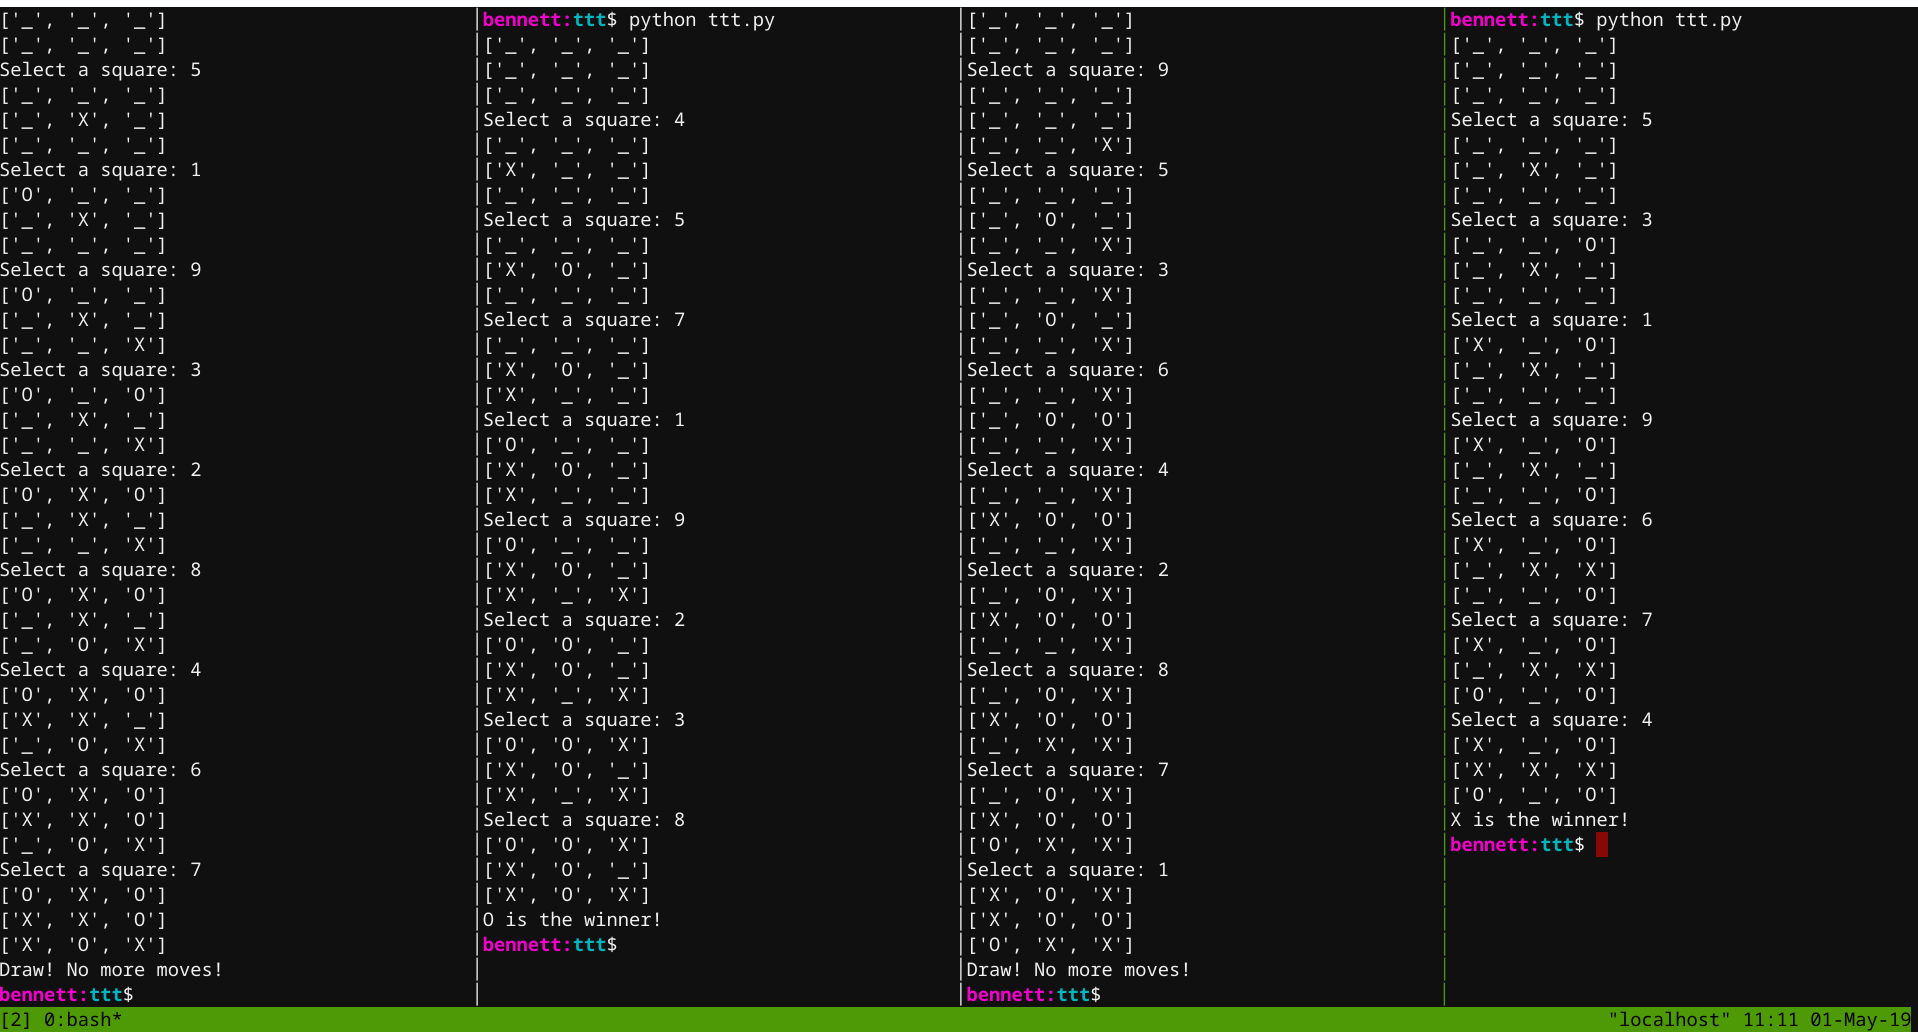 ['_', '_', '_']
['_', '_', '_']
Select a square: 5
['_', '_', '_']
['_', 'X', '_']
['_', '_', '_']
Select a square: 1
['O', '_', '_']
['_', 'X', '_']
['_', '_', '_']
Select a square: 9
['O', '_', '_']
['_', 'X', '_']
['_', '_', 'X']
Select a square: 3
['O', '_', 'O']
['_', 'X', '_']
['_', '_', 'X']
Select a square: 2
['O', 'X', 'O']
['_', 'X', '_']
['_', '_', 'X']
Select a square: 8
['O', 'X', 'O']
['_', 'X', '_']
['_', 'O', 'X']
Select a square: 4
['O', 'X', 'O']
['X', 'X', '_']
['_', 'O', 'X']
Select a square: 6
['O', 'X', 'O']
['X', 'X', 'O']
['_', 'O', 'X']
Select a square: 7
['O', 'X', 'O']
['X', 'X', 'O']
['X', 'O', 'X']
Draw! No more moves!
bennett:ttt$
bennett:ttt$ python ttt.py
['_', '_', '_']
['_', '_', '_']
['_', '_', '_']
Select a square: 4
['_', '_', '_']
['X', '_', '_']
['_', '_', '_']
Select a square: 5
['_', '_', '_']
['X', 'O', '_']
['_', '_', '_']
Select a square: 7
['_', '_', '_']
['X', 'O', '_']
['X', '_', '_']
Select a square: 1
['O', '_', '_']
['X', 'O', '_']
['X', '_', '_']
Select a square: 9
['O', '_', '_']
['X', 'O', '_']
['X', '_', 'X']
Select a square: 2
['O', 'O', '_']
['X', 'O', '_']
['X', '_', 'X']
Select a square: 3
['O', 'O', 'X']
['X', 'O', '_']
['X', '_', 'X']
Select a square: 8
['O', 'O', 'X']
['X', 'O', '_']
['X', 'O', 'X']
O is the winner!
bennett:ttt$
['_', '_', '_']
['_', '_', '_']
Select a square: 9
['_', '_', '_']
['_', '_', '_']
['_', '_', 'X']
Select a square: 5
['_', '_', '_']
['_', 'O', '_']
['_', '_', 'X']
Select a square: 3
['_', '_', 'X']
['_', 'O', '_']
['_', '_', 'X']
Select a square: 6
['_', '_', 'X']
['_', 'O', 'O']
['_', '_', 'X']
Select a square: 4
['_', '_', 'X']
['X', 'O', 'O']
['_', '_', 'X']
Select a square: 2
['_', 'O', 'X']
['X', 'O', 'O']
['_', '_', 'X']
Select a square: 8
['_', 'O', 'X']
['X', 'O', 'O']
['_', 'X', 'X']
Select a square: 7
['_', 'O', 'X']
['X', 'O', 'O']
['O', 'X', 'X']
Select a square: 1
['X', 'O', 'X']
['X', 'O', 'O']
['O', 'X', 'X']
Draw! No more moves!
bennett:ttt$
bennett:ttt$ python ttt.py
['_', '_', '_']
['_', '_', '_']
['_', '_', '_']
Select a square: 5
['_', '_', '_']
['_', 'X', '_']
['_', '_', '_']
Select a square: 3
['_', '_', 'O']
['_', 'X', '_']
['_', '_', '_']
Select a square: 1
['X', '_', 'O']
['_', 'X', '_']
['_', '_', '_']
Select a square: 9
['X', '_', 'O']
['_', 'X', '_']
['_', '_', 'O']
Select a square: 6
['X', '_', 'O']
['_', 'X', 'X']
['_', '_', 'O']
Select a square: 7
['X', '_', 'O']
['_', 'X', 'X']
['O', '_', 'O']
Select a square: 4
['X', '_', 'O']
['X', 'X', 'X']
['O', '_', 'O']
X is the winner!
bennett:ttt$
[2] 0:bash*
"localhost" 11:11 01-May-19